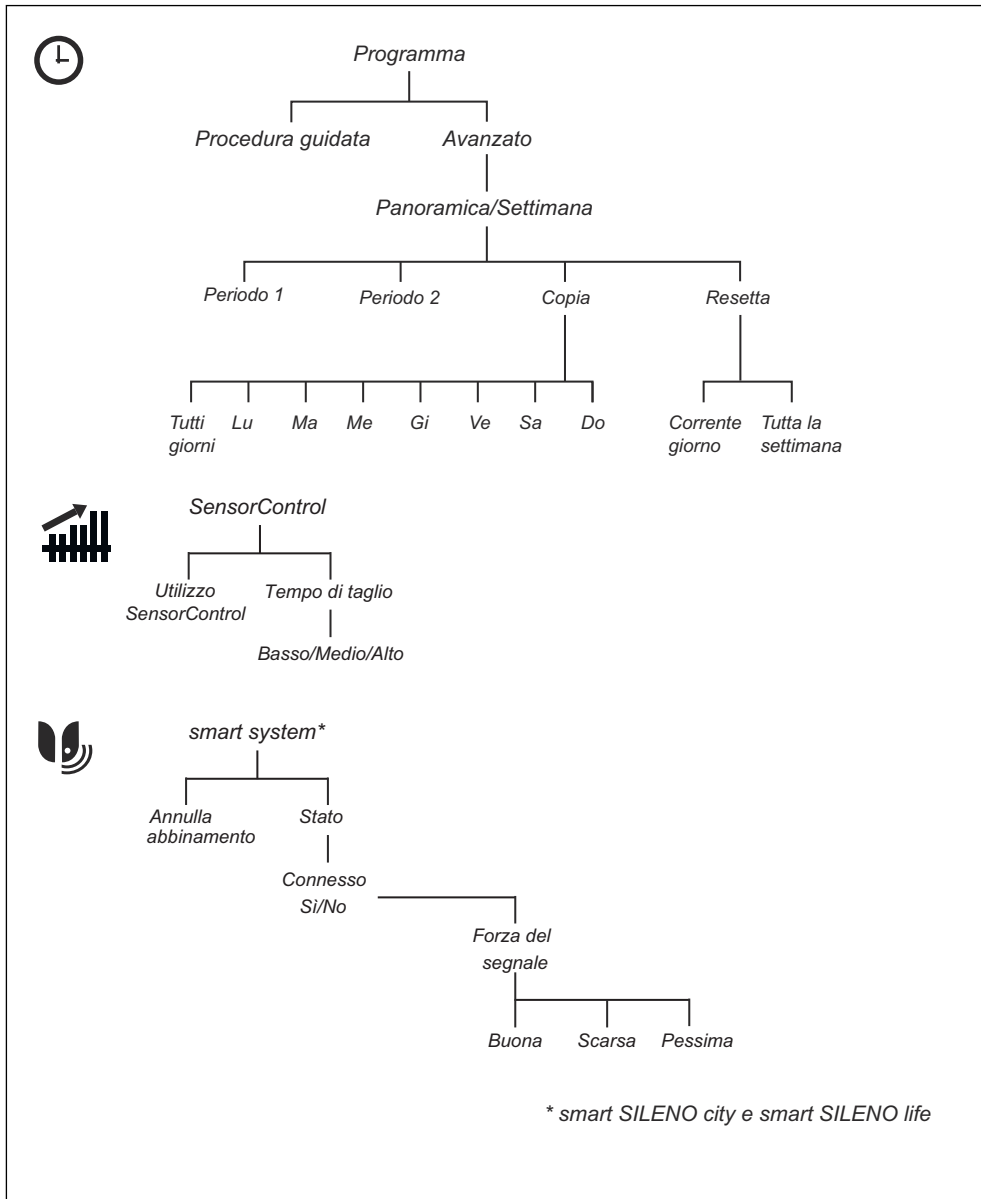 Programma
Procedura guidata
Avanzato
Panoramica/Settimana
Periodo 1
Periodo 2
Copia
Resetta
Tutti
giorni
Lu
Ma
Me
Gi
Ve
Sa
Do
Corrente
giorno
Tutta la
settimana
SensorControl
Utilizzo
SensorControl
Tempo di taglio
Basso/Medio/Alto
smart system*
Annulla
abbinamento
Stato
Connesso
Sì/No
Forza del
segnale
Buona
Scarsa
Pessima
* smart SILENO city e smart SILENO life